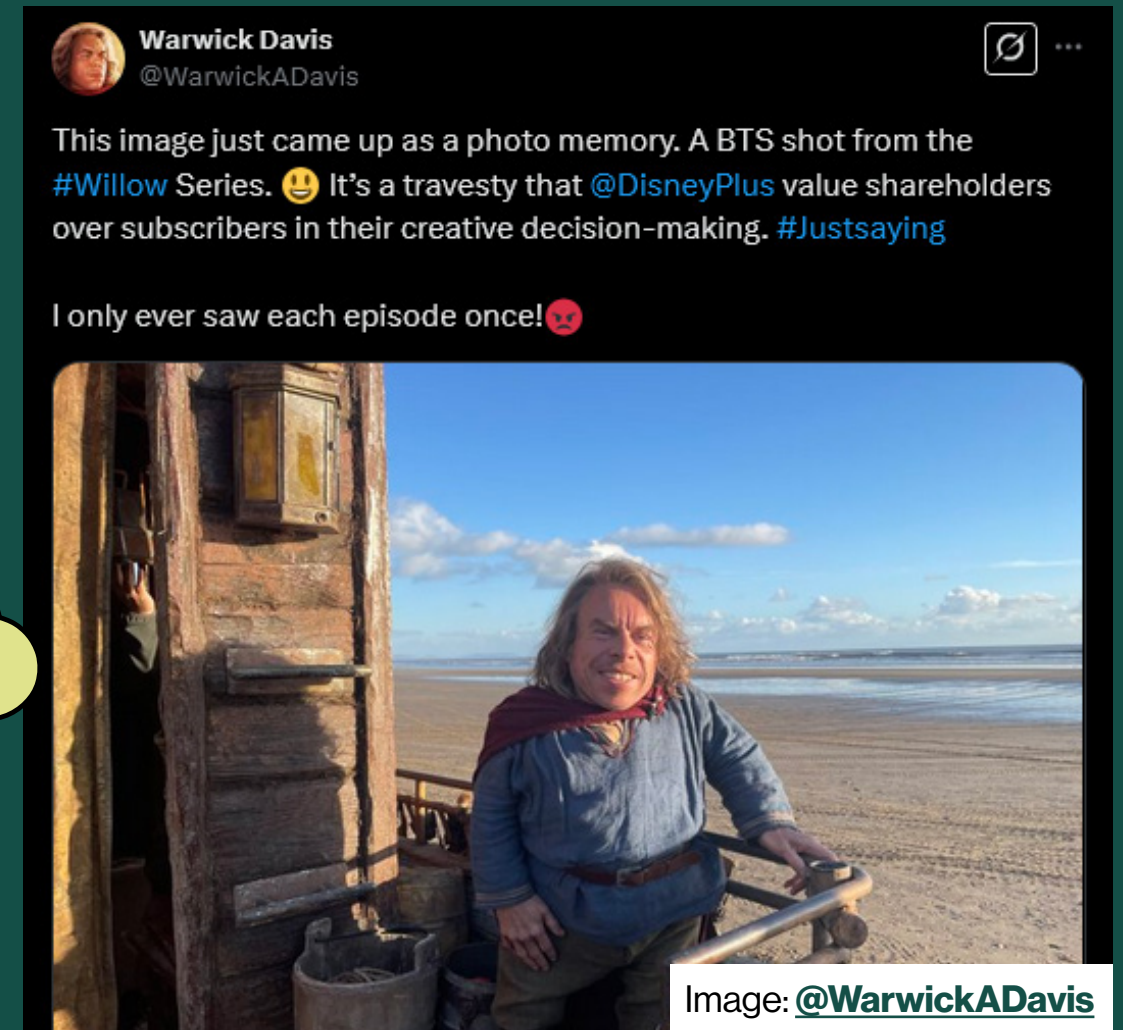 Warwick Davis
@WarwickADavis
This image just came up as a photo memory. A BTS shot from the
#Willow Series. 😃 It’s a travesty that @DisneyPlus value shareholders
over subscribers in their creative decision-making. #Justsaying
I only ever saw each episode once!😡
Image: @WarwickADavis